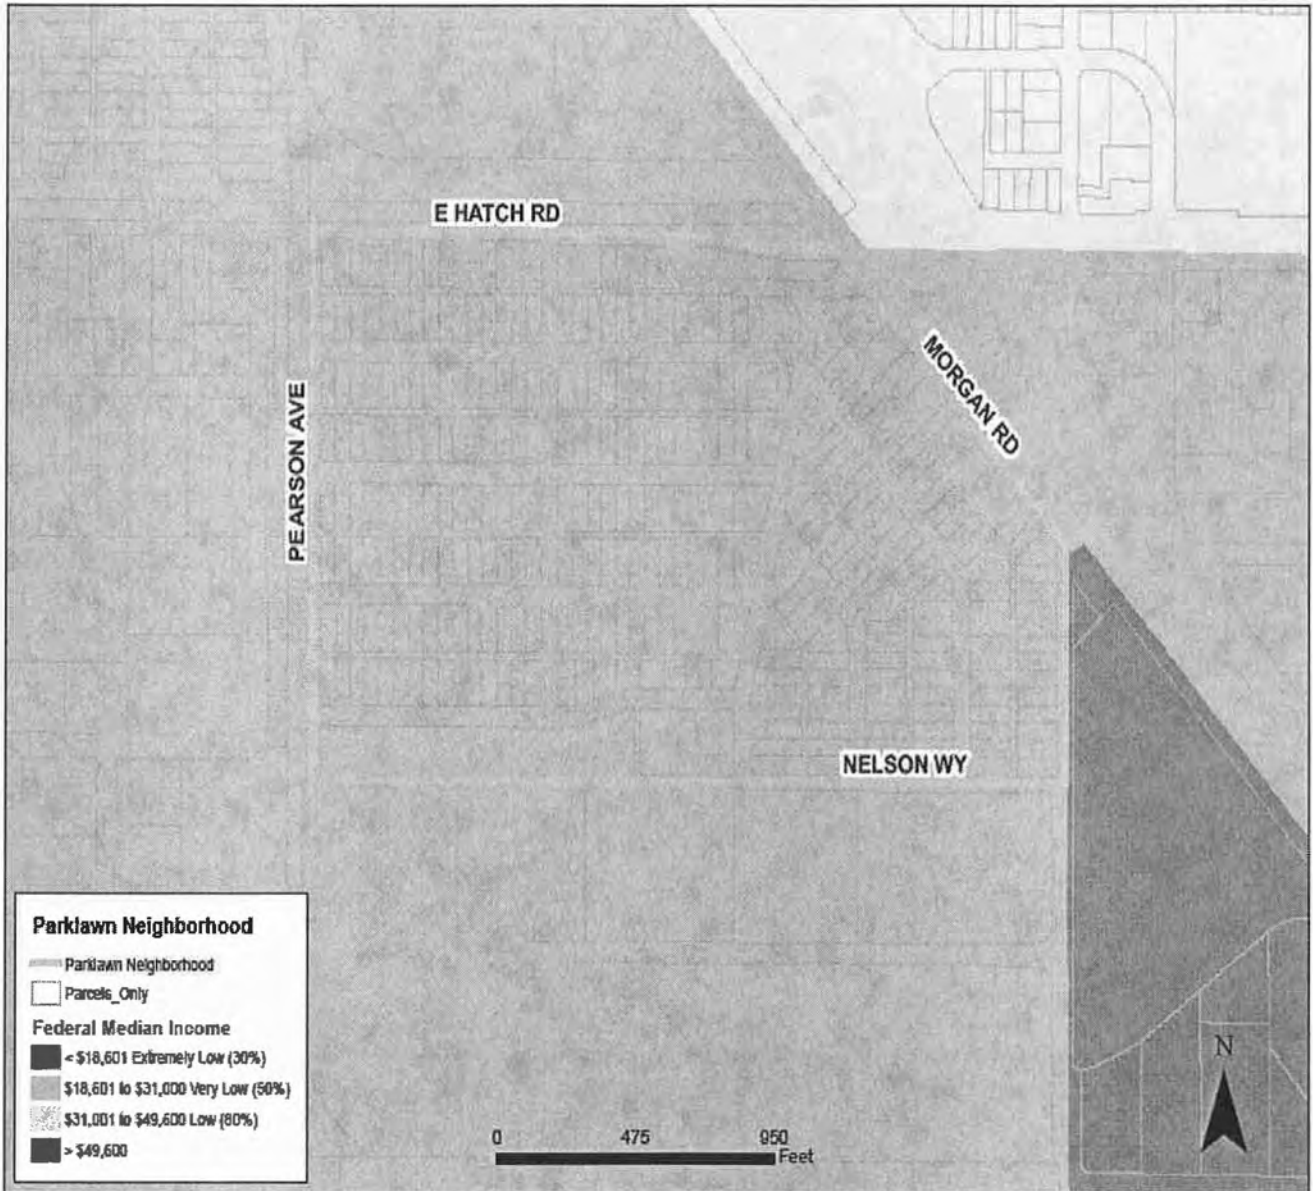 E HATCH RD
MORGAN RD
PEARSON AVE
NELSON WY
Parklawn Neighborhood
Parklawn Neighborhood
Parcels_Only
Federal Median Income
< $18,601 Extremely Low (30%)
$18,601 to $31,000 Very Low (50%)
$31,001 to $49,600 Low (80%)
> $49,600
0 475 950
Feet
N